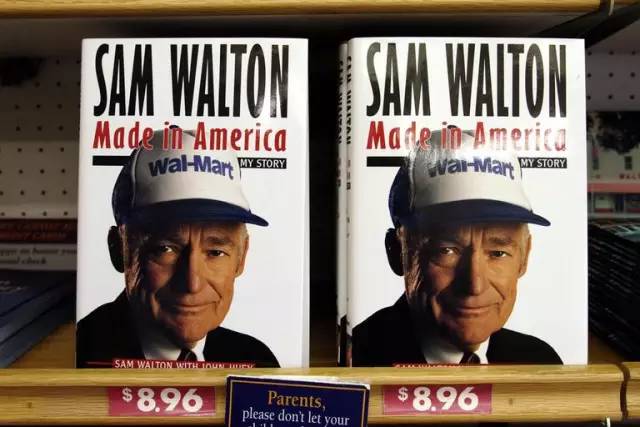 SAM WALTON
Made in America
MY STORY
Wal-Mart
SAM WALTON WITH JOHN HUEY
SAM WALTON
Made in America
MY STORY
Wal-Mart
$8.96
$8.96
Parents,
please don't let your